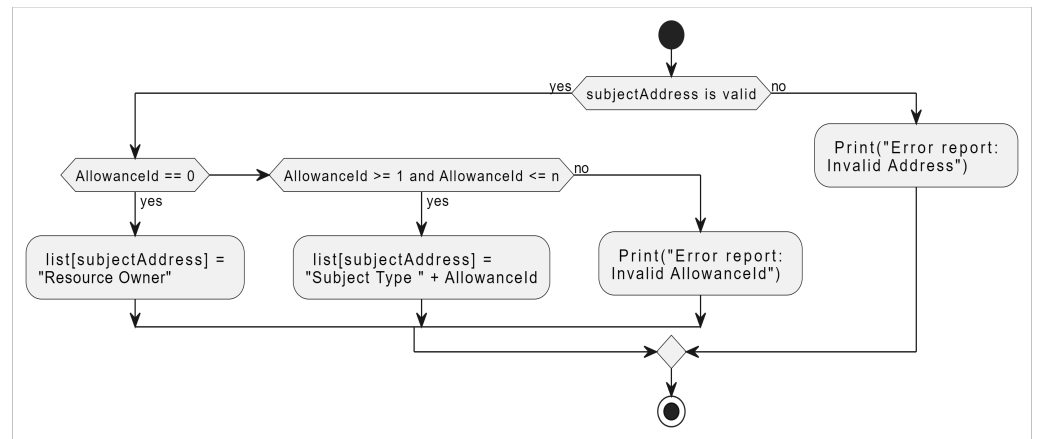 yes
subjectAddress is valid
no
Print("Error report:
Invalid Address")
AllowanceId == 0
AllowanceId >= 1 and AllowanceId <= n
no
yes
yes
list[subjectAddress] =
"Resource Owner"
list[subjectAddress] =
"Subject Type " + AllowanceId
Print("Error report:
Invalid AllowanceId")